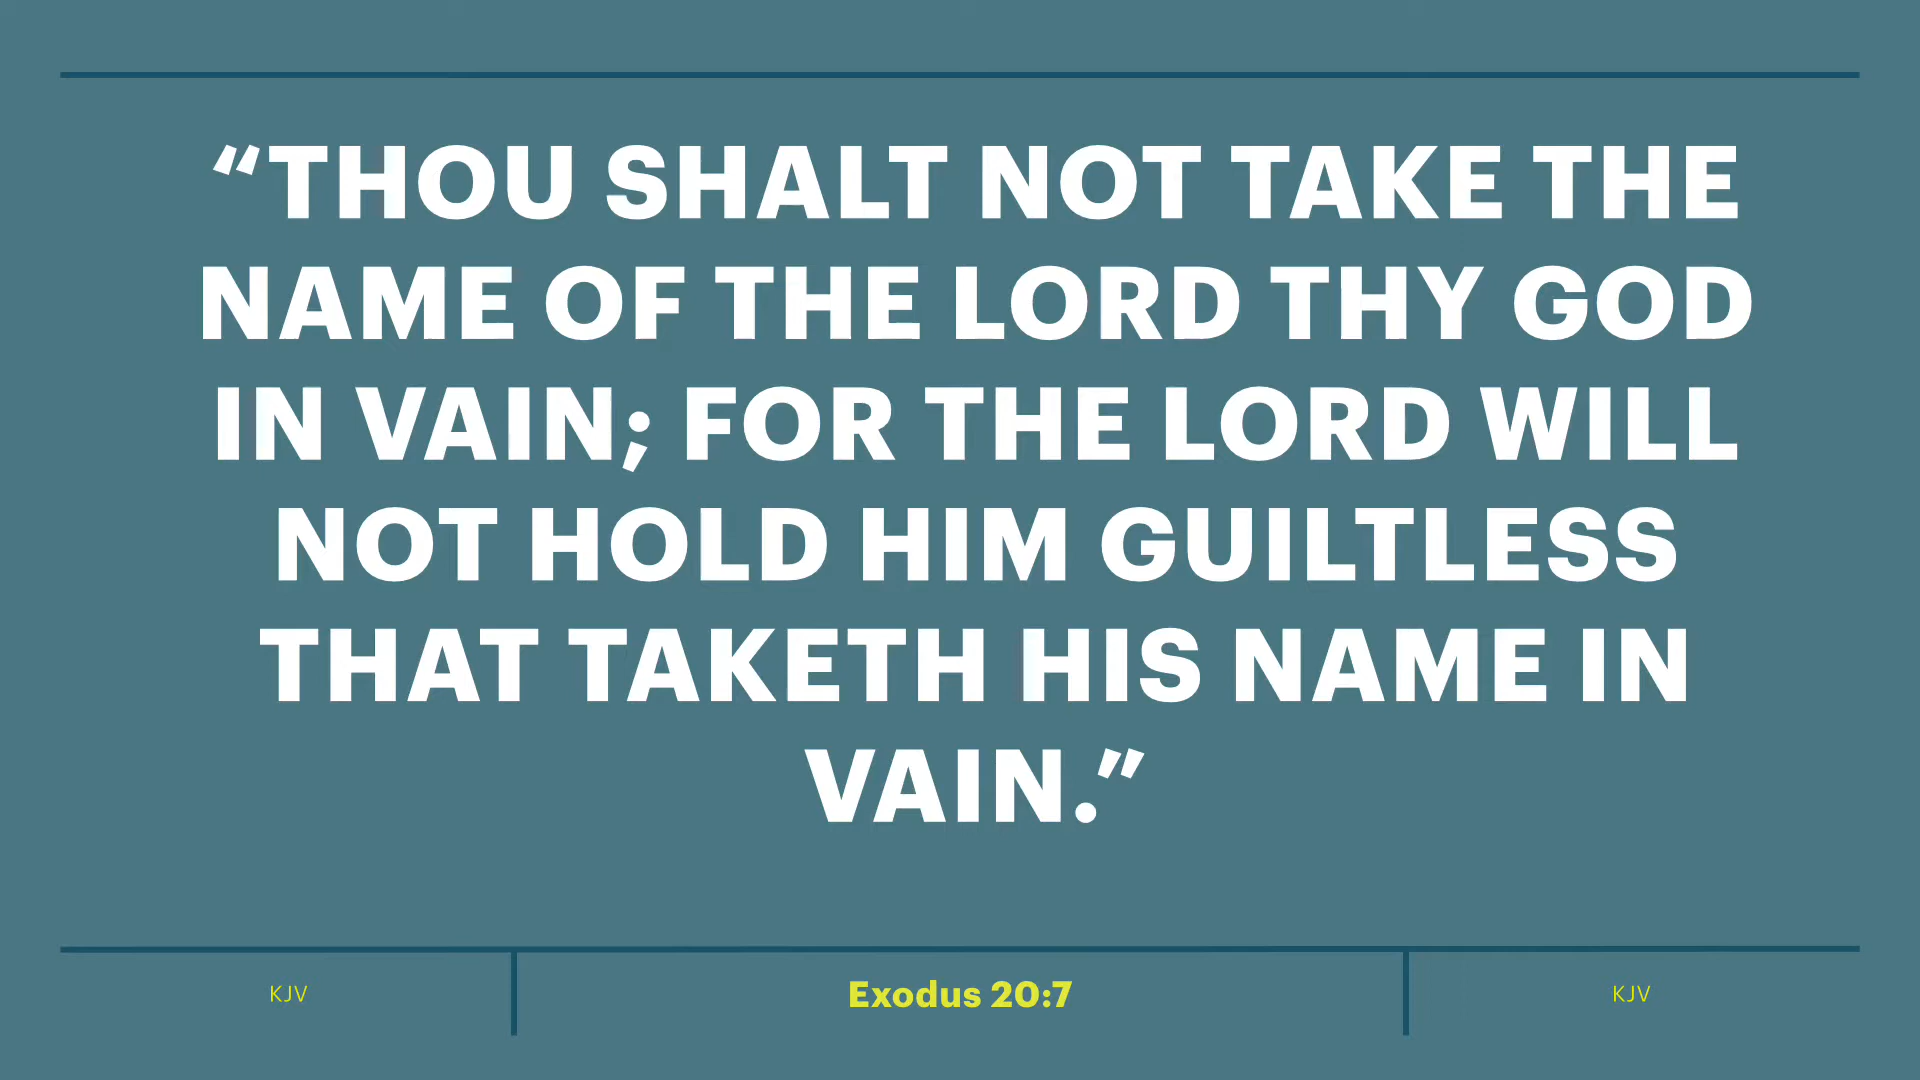 “THOU SHALT NOT TAKE THE
NAME OF THE LORD THY GOD
IN VAIN; FOR THE LORD WILL
NOT HOLD HIM GUILTLESS
THAT TAKETH HIS NAME IN
VAIN.”
KJV
Exodus 20:7
KJV